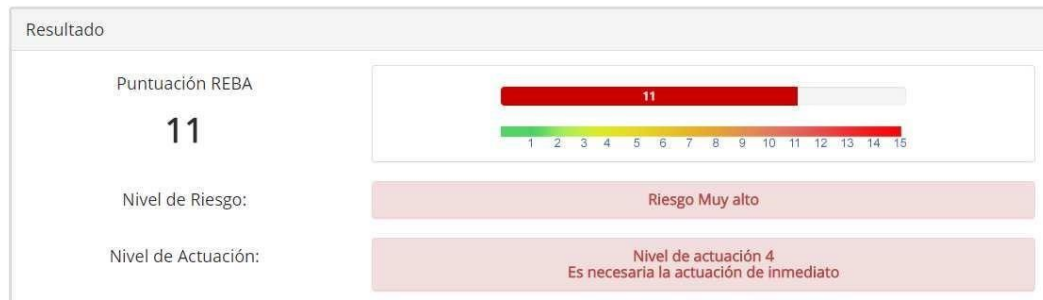 Resultado
Puntuación REBA
11
11
1 2 3 4 5 6 7 8 9 10 11 12 13 14 15
Nivel de Riesgo:
Riesgo Muy alto
Nivel de Actuación:
Nivel de actuación 4
Es necesaria la actuación de inmediato